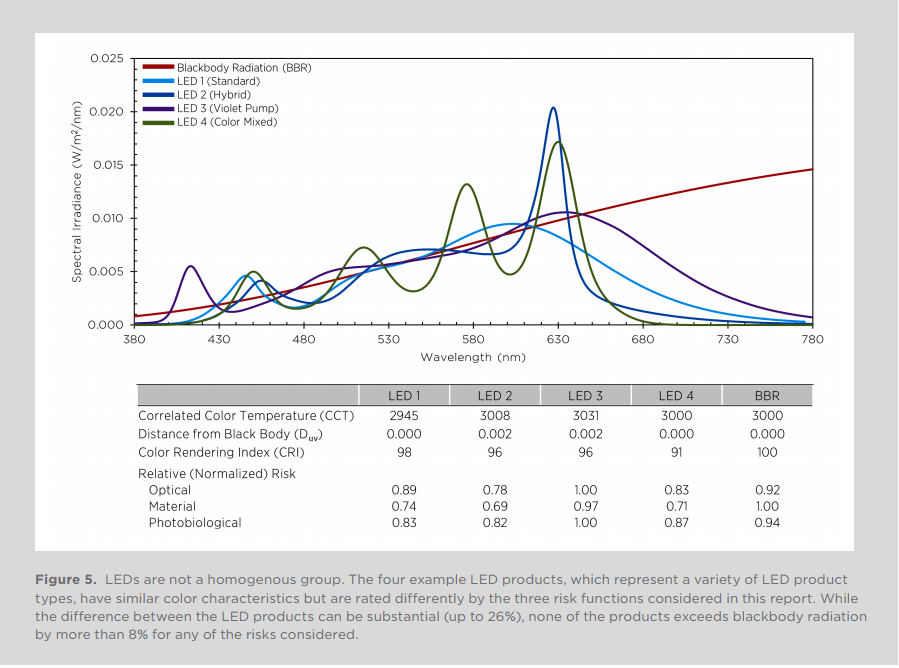 0.025
0.020
0.015
0.010
0.005
0.000
Spectral Irradiance (W/m²/nm)
Blackbody Radiation (BBR)
LED 1 (Standard)
LED 2 (Hybrid)
LED 3 (Violet Pump)
LED 4 (Color Mixed)
380 430 480 530 580 630 680 730 780
Wavelength (nm)
LED 1 LED 2 LED 3 LED 4 BBR
Correlated Color Temperature (CCT) 2945 3008 3031 3000 3000
Distance from Black Body (Duv) 0.000 0.002 0.002 0.000 0.000
Color Rendering Index (CRI) 98 96 96 91 100
Relative (Normalized) Risk
Optical 0.89 0.78 1.00 0.83 0.92
Material 0.74 0.69 0.97 0.71 1.00
Photobiological 0.83 0.82 1.00 0.87 0.94
Figure 5. LEDs are not a homogenous group. The four example LED products, which represent a variety of LED product
types, have similar color characteristics but are rated differently by the three risk functions considered in this report. While
the difference between the LED products can be substantial (up to 26%), none of the products exceeds blackbody radiation
by more than 8% for any of the risks considered.